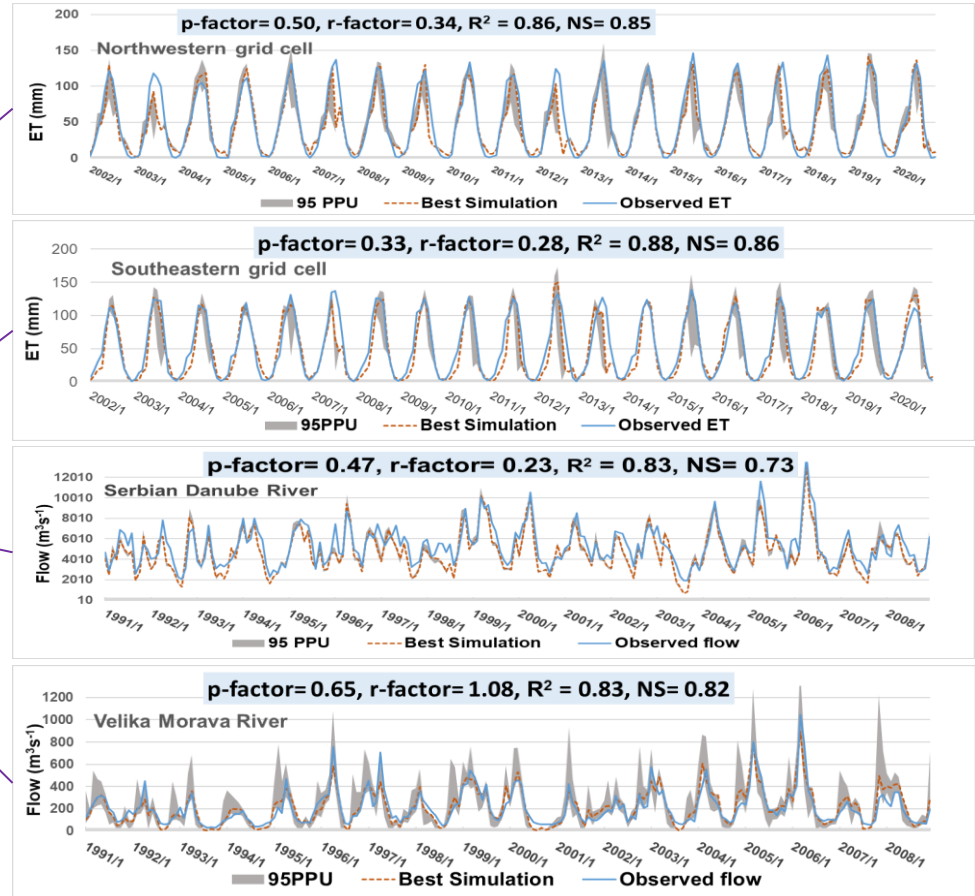 p-factor= 0.50, r-factor= 0.34, R² = 0.86, NS= 0.85
Northwestern grid cell
ET (mm)
200
150
100
50
0
2002/1 2003/1 2004/1 2005/1 2006/1 2007/1 2008/1 2009/1 2010/1 2011/1 2012/1 2013/1 2014/1 2015/1 2016/1 2017/1 2018/1 2019/1 2020/1
95 PPU Best Simulation Observed ET
p-factor= 0.33, r-factor= 0.28, R² = 0.88, NS= 0.86
Southeastern grid cell
ET (mm)
200
150
100
50
0
2002/1 2003/1 2004/1 2005/1 2006/1 2007/1 2008/1 2009/1 2010/1 2011/1 2012/1 2013/1 2014/1 2015/1 2016/1 2017/1 2018/1 2019/1 2020/1
95PPU Best Simulation Observed ET
p-factor= 0.47, r-factor= 0.23, R² = 0.83, NS= 0.73
Serbian Danube River
Flow (m³s⁻¹)
12010
10010
8010
6010
4010
2010
10
1991/1 1992/1 1993/1 1994/1 1995/1 1996/1 1997/1 1998/1 1999/1 2000/1 2001/1 2002/1 2003/1 2004/1 2005/1 2006/1 2007/1 2008/1
95 PPU Best Simulation Observed flow
p-factor= 0.65, r-factor= 1.08, R² = 0.83, NS= 0.82
Velika Morava River
Flow (m³s⁻¹)
1200
1000
800
600
400
200
0
1991/1 1992/1 1993/1 1994/1 1995/1 1996/1 1997/1 1998/1 1999/1 2000/1 2001/1 2002/1 2003/1 2004/1 2005/1 2006/1 2007/1 2008/1
95PPU Best Simulation Observed flow